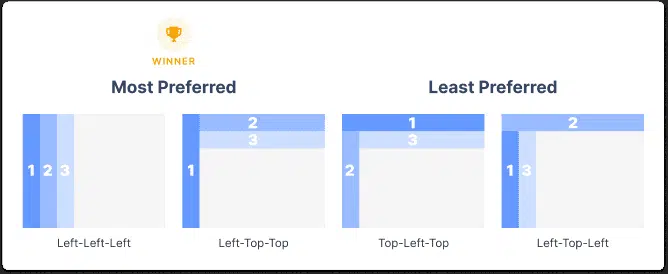 WINNER
Most Preferred
Least Preferred
1 2 3
2
3
1
1
3
2
2
1 3
Left-Left-Left
Left-Top-Top
Top-Left-Top
Left-Top-Left